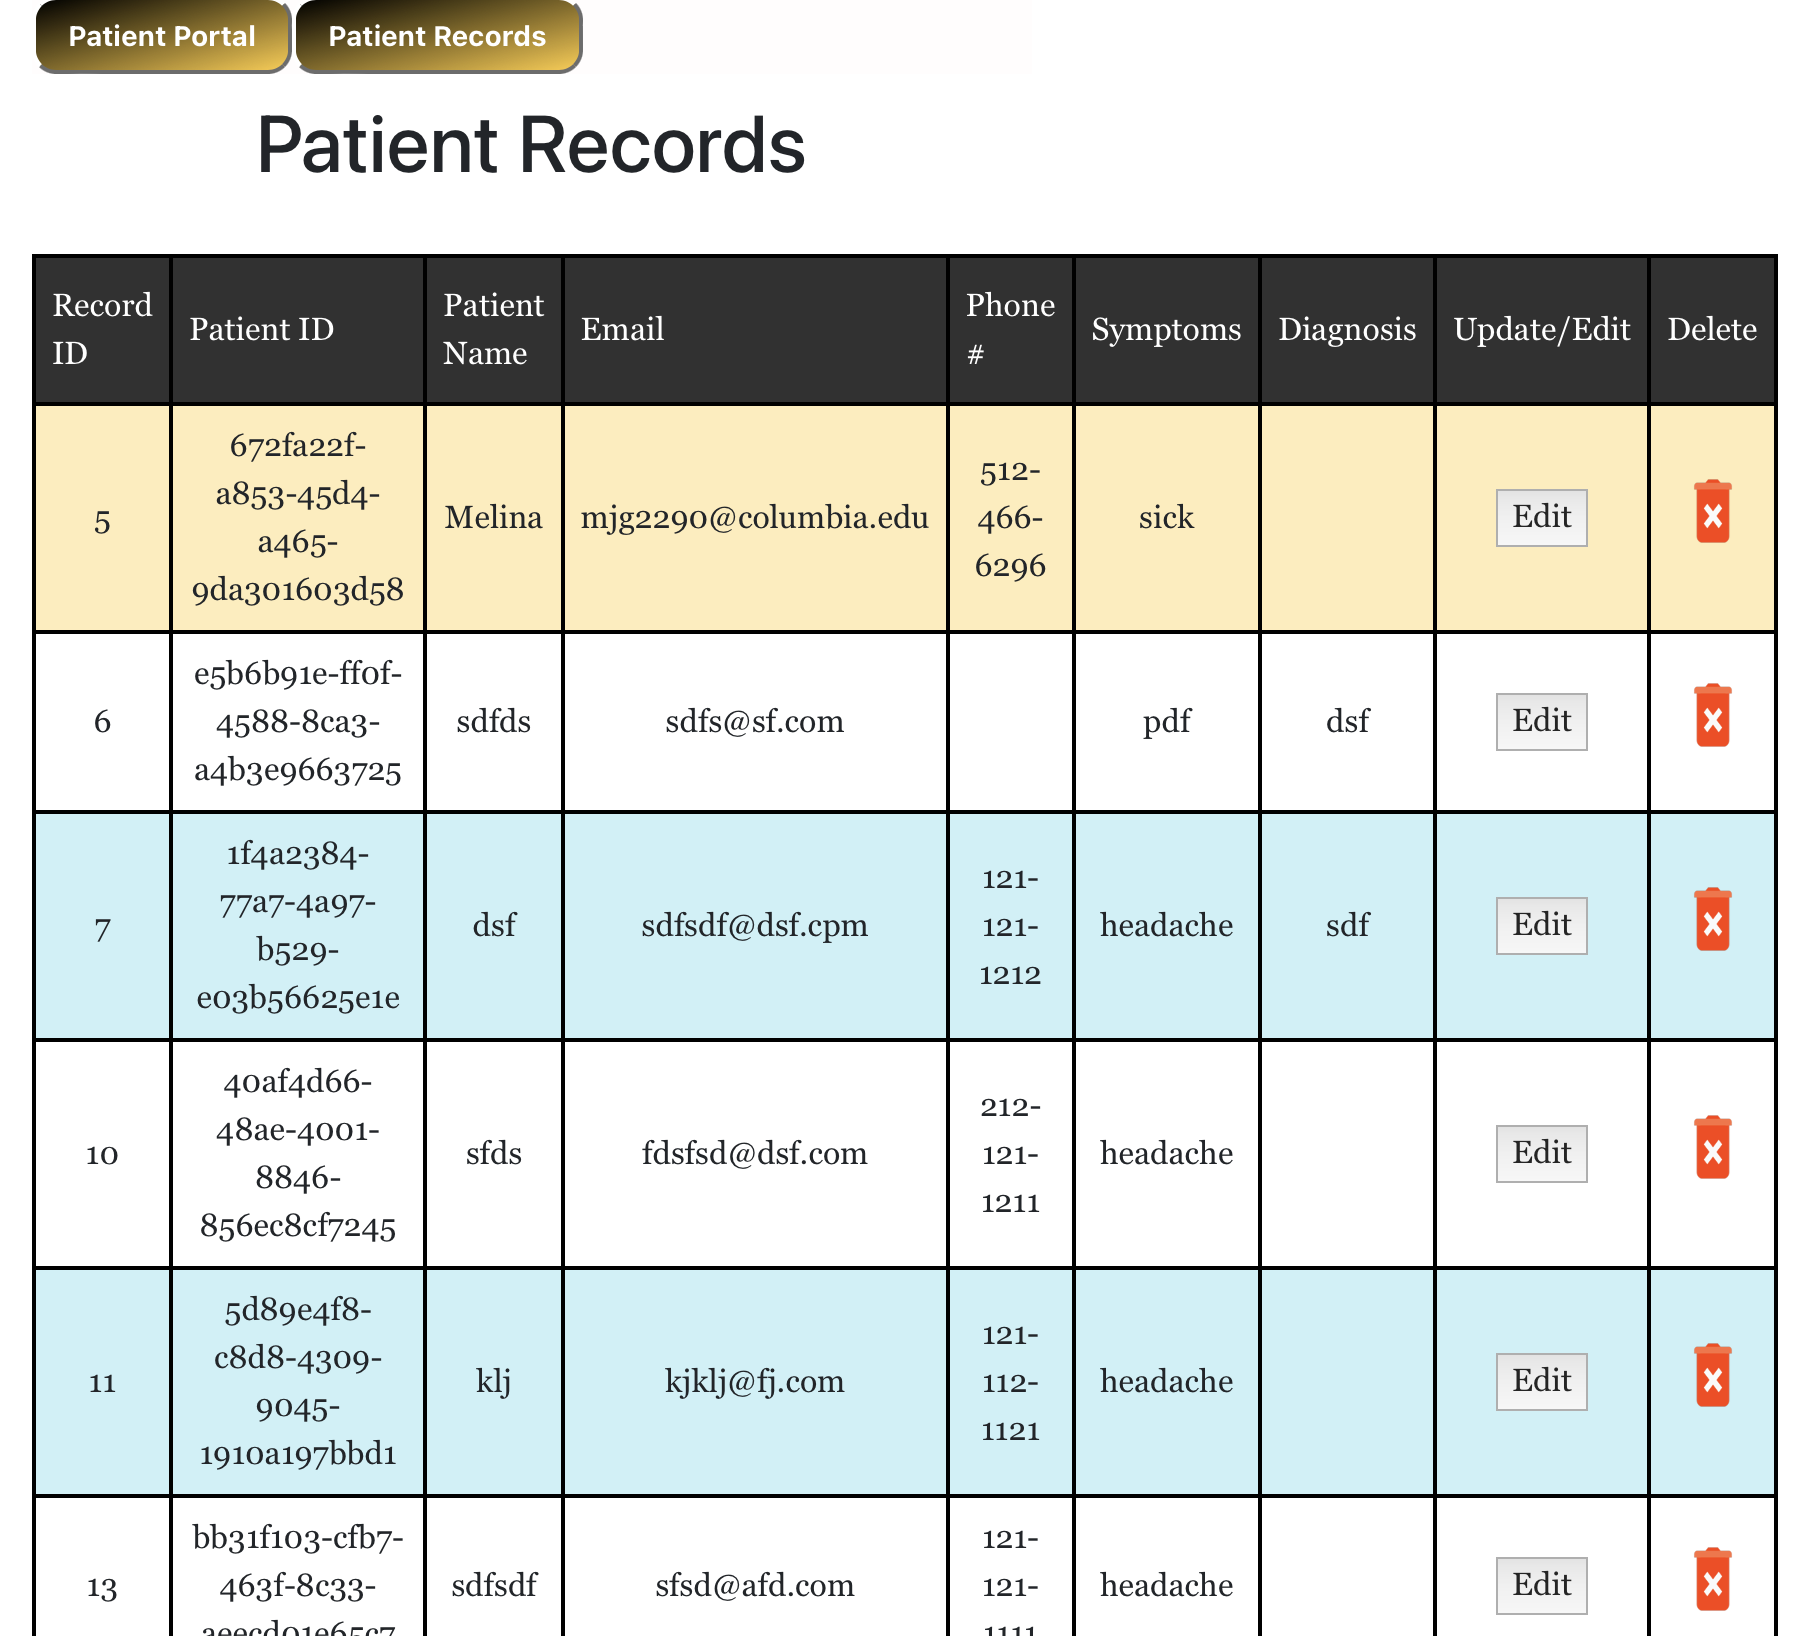 Patient Portal
Patient Records
Patient Records
Record
ID
Patient ID
Patient
Name
Email
Phone
#
Symptoms
Diagnosis
Update/Edit
Delete
5
672fa22f-
a853-45d4-
a465-
9da301603d58
Melina
mjg2290@columbia.edu
512-
466-
6296
sick
Edit
6
e5b6b91e-ff0f-
4588-8ca3-
a4b3e9663725
sdfds
sdfs@sf.com
pdf
dsf
Edit
7
1f4a2384-
77a7-4a97-
b529-
e03b56625e1e
dsf
sdfsdf@dsf.cpm
121-
121-
1212
headache
sdf
Edit
10
40af4d66-
48ae-4001-
8846-
856ec8cf7245
sfds
fdsfsd@dsf.com
212-
121-
1211
headache
Edit
11
5d89e4f8-
c8d8-4309-
9045-
1910a197bbd1
klj
kjklj@fj.com
121-
112-
1121
headache
Edit
13
bb31f103-cfb7-
463f-8c33-
sdfsdf
sfsd@afd.com
121-
121-
1111
headache
Edit